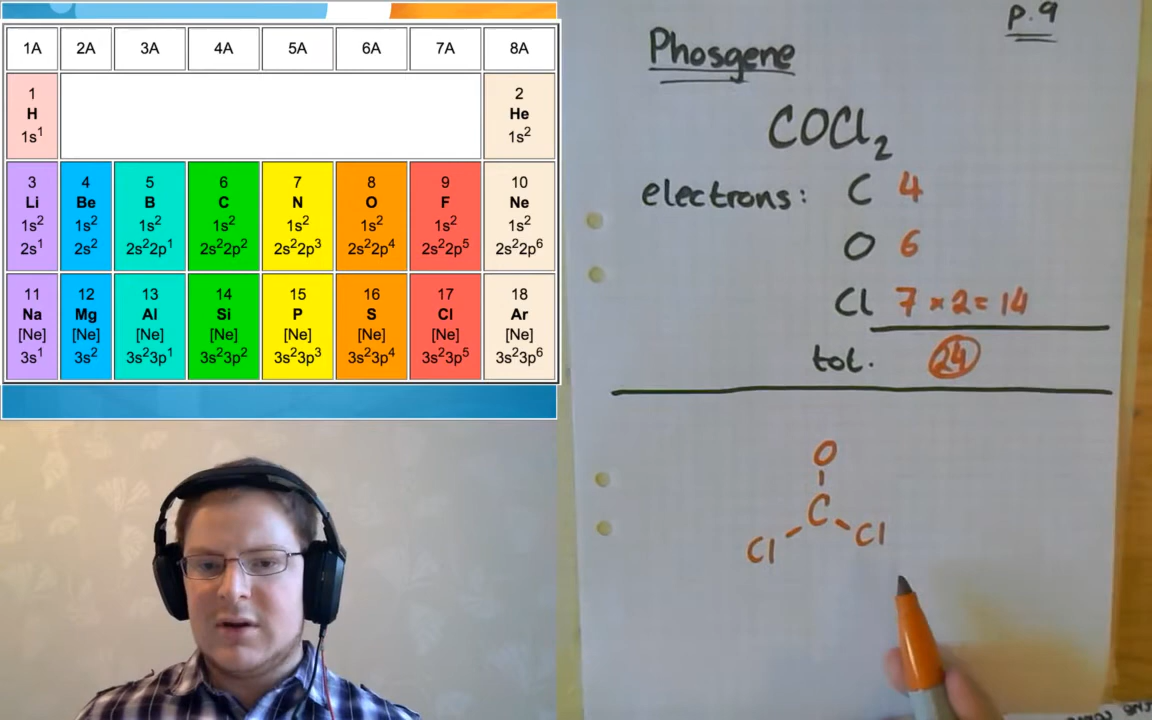 1A 2A 3A 4A 5A 6A 7A 8A
1 2
H He
1s¹ 1s²
3 4 5 6 7 8 9 10
Li Be B C N O F Ne
1s² 1s² 1s² 1s² 1s² 1s² 1s² 1s²
2s¹ 2s² 2s²2p¹ 2s²2p² 2s²2p³ 2s²2p⁴ 2s²2p⁵ 2s²2p⁶
11 12 13 14 15 16 17 18
Na Mg Al Si P S Cl Ar
[Ne] [Ne] [Ne] [Ne] [Ne] [Ne] [Ne] [Ne]
3s¹ 3s² 3s²3p¹ 3s²3p² 3s²3p³ 3s²3p⁴ 3s²3p⁵ 3s²3p⁶
p.9
Phosgene
COCl₂
electrons: C 4
O 6
Cl 7 × 2 = 14
tot. 24
O
C
Cl Cl